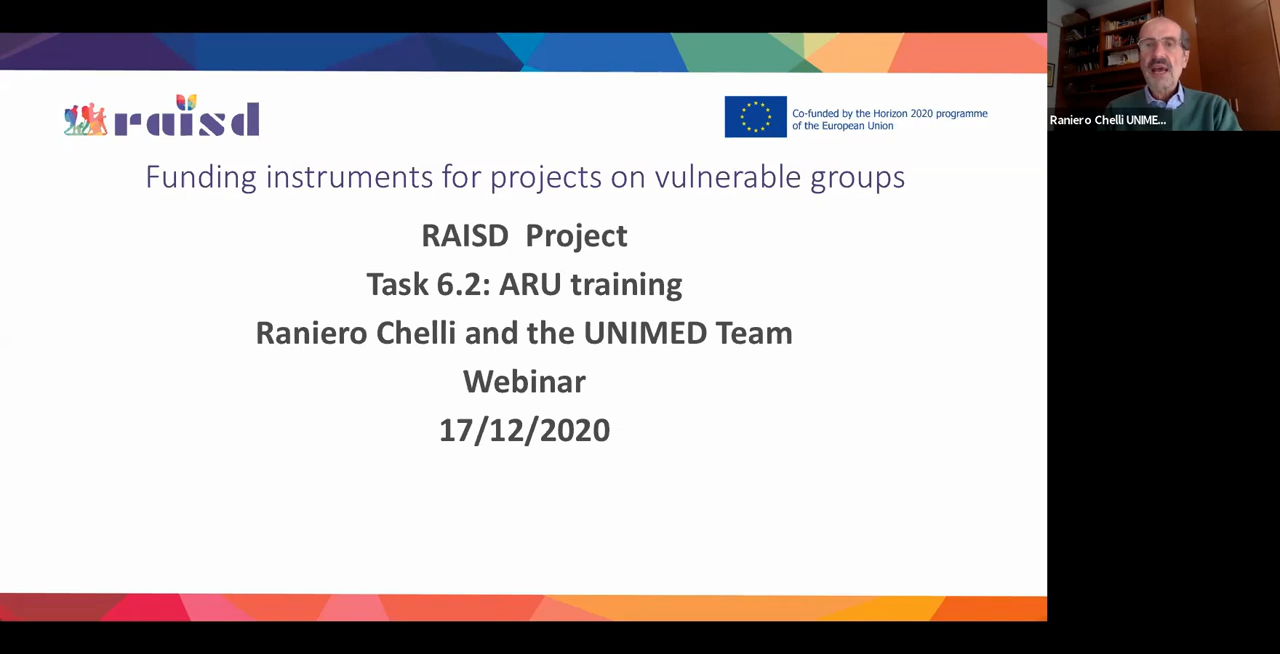 raisd
Co-funded by the Horizon 2020 programme
of the European Union
Funding instruments for projects on vulnerable groups
RAISD Project
Task 6.2: ARU training
Raniero Chelli and the UNIMED Team
Webinar
17/12/2020
Raniero Chelli UNIME...